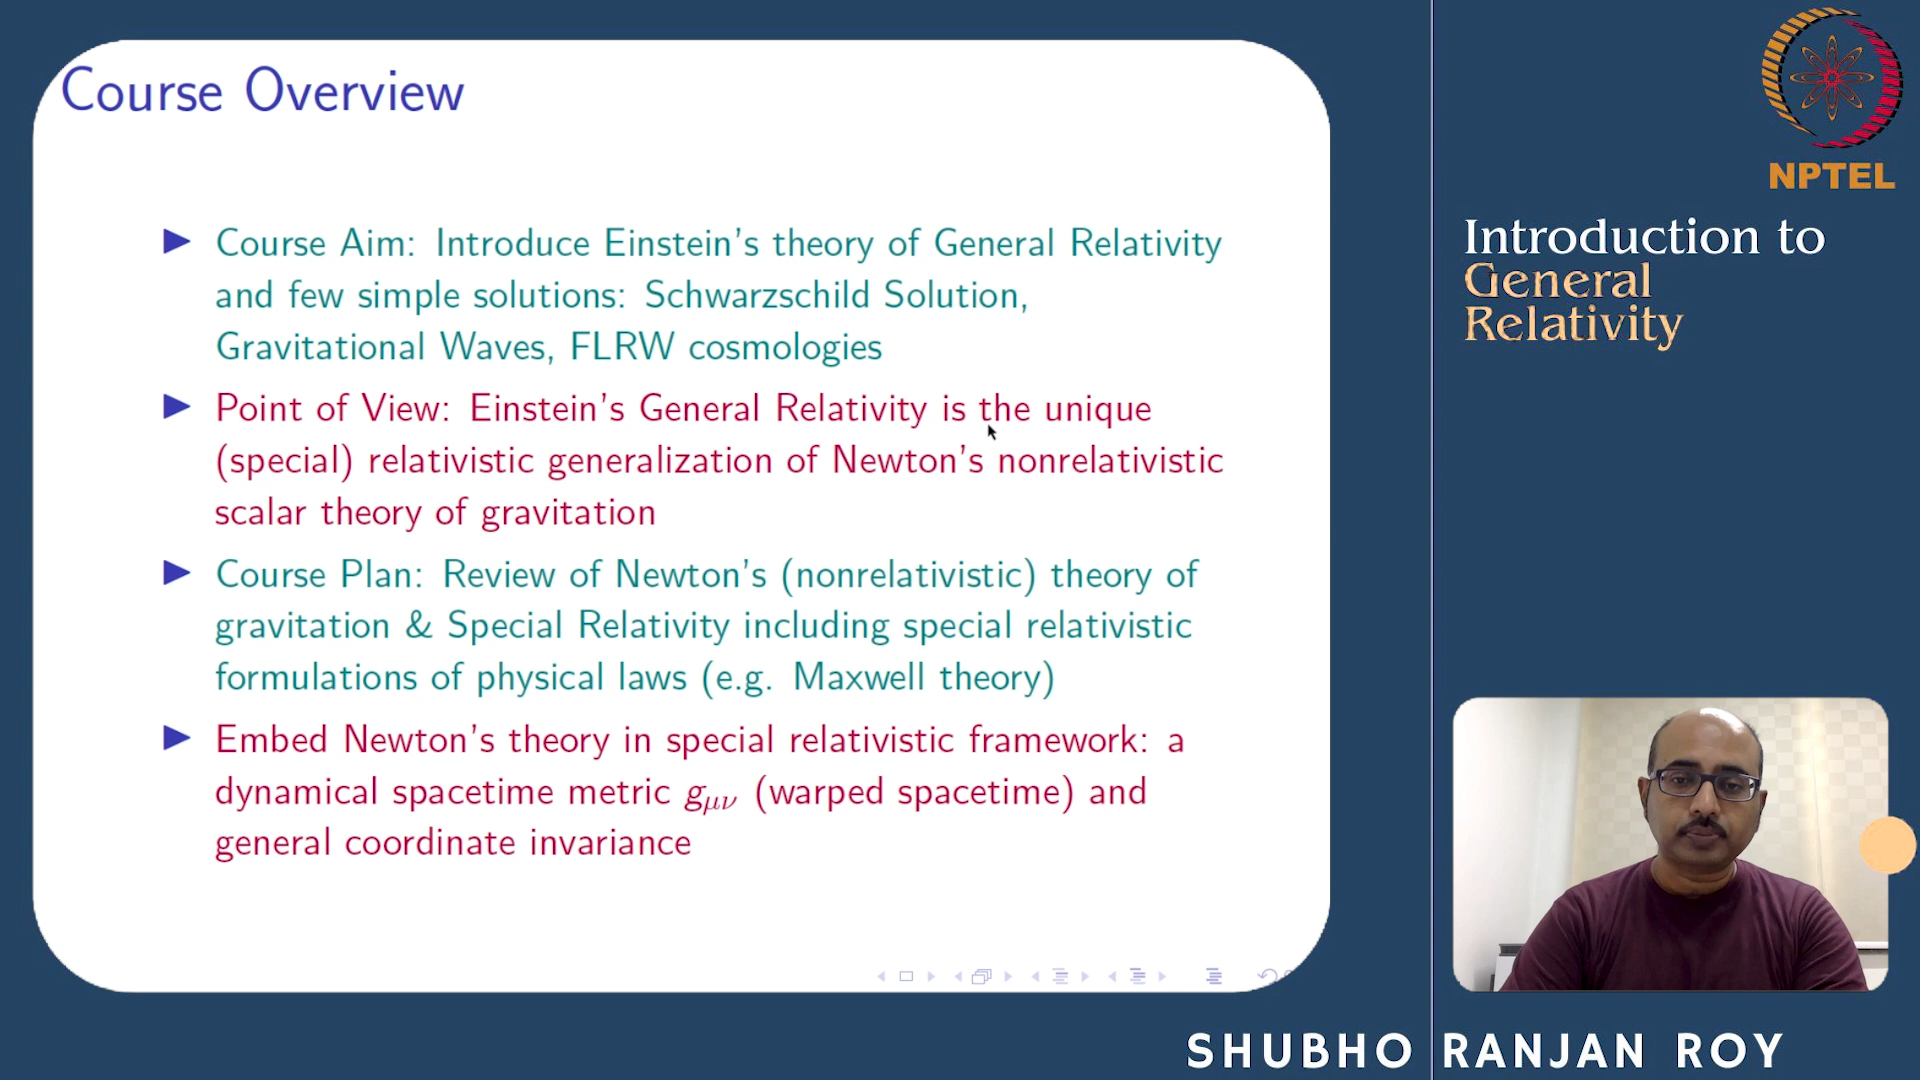 Course Overview
Course Aim: Introduce Einstein's theory of General Relativity
and few simple solutions: Schwarzschild Solution,
Gravitational Waves, FLRW cosmologies
Point of View: Einstein's General Relativity is the unique
(special) relativistic generalization of Newton's nonrelativistic
scalar theory of gravitation
Course Plan: Review of Newton's (nonrelativistic) theory of
gravitation & Special Relativity including special relativistic
formulations of physical laws (e.g. Maxwell theory)
Embed Newton's theory in special relativistic framework: a
dynamical spacetime metric gμν (warped spacetime) and
general coordinate invariance
NPTEL
Introduction to
General
Relativity
SHUBHO RANJAN ROY